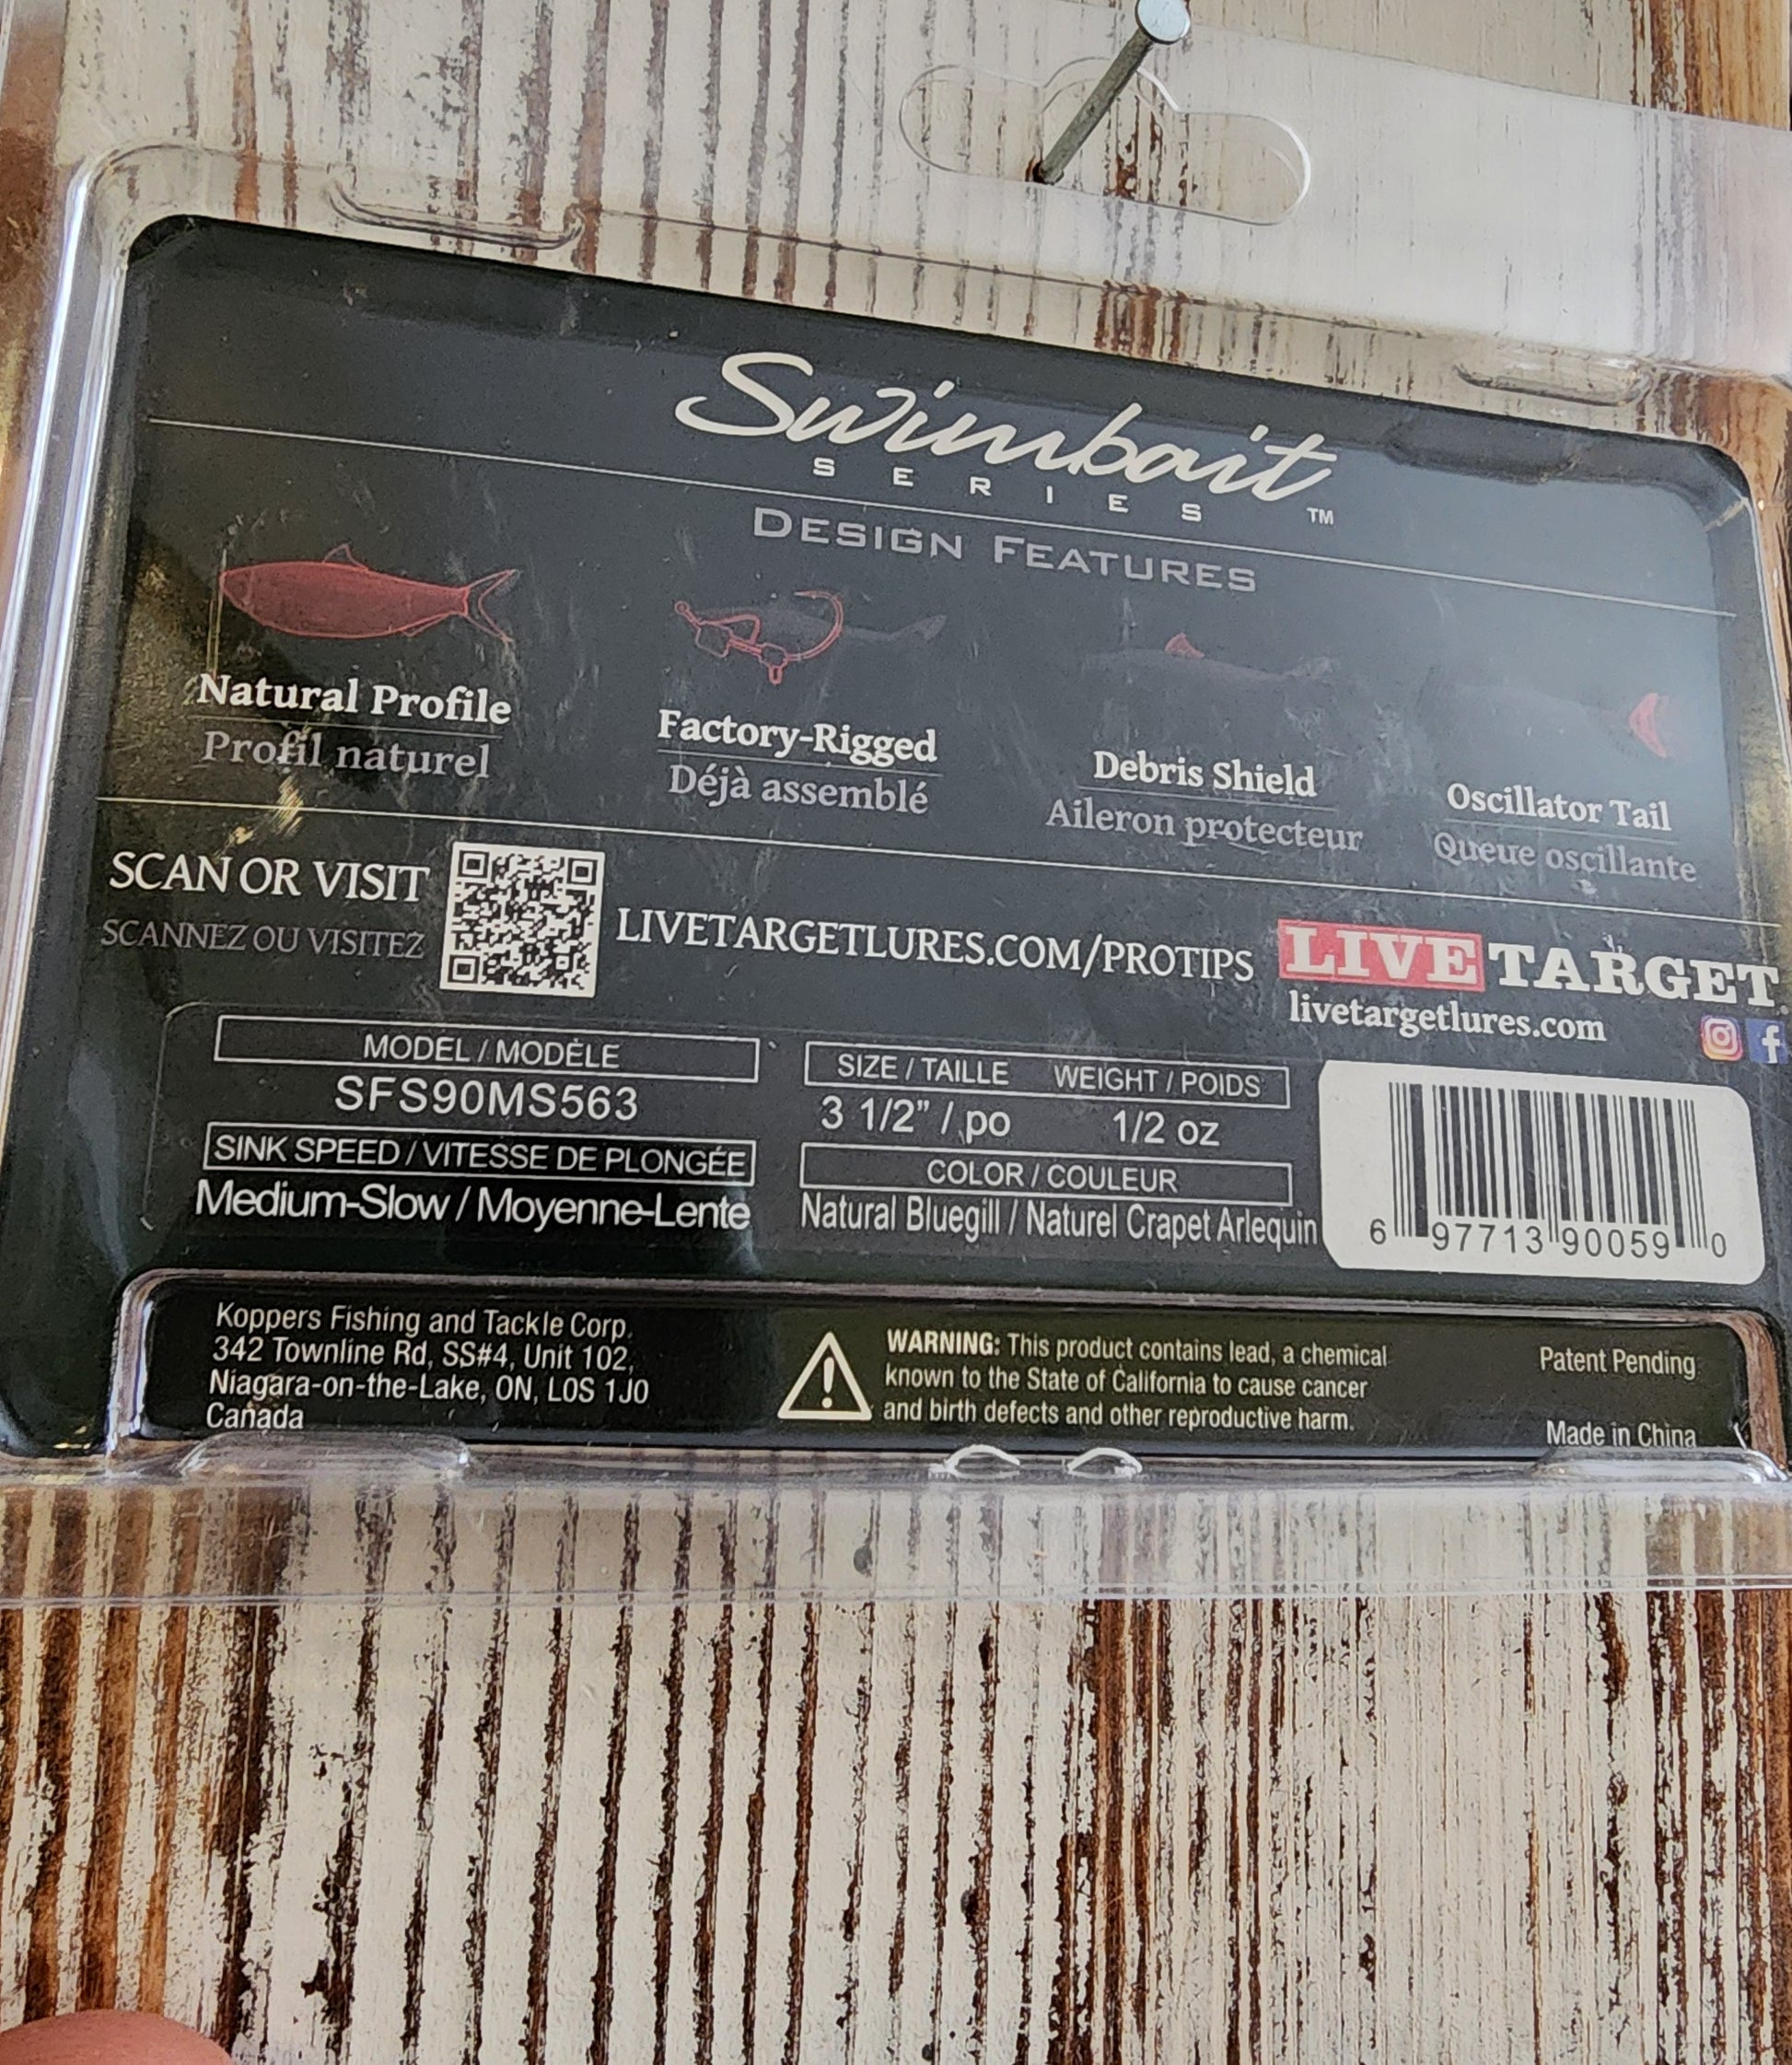 Swimbait
SERIES™
DESIGN FEATURES
Natural Profile
Profil naturel
Factory-Rigged
Déjà assemblé
Debris Shield
Aileron protecteur
Oscillator Tail
Queue oscillante
SCAN OR VISIT
SCANNEZ OU VISITEZ
LIVETARGETLURES.COM/PROTIPS
LIVETARGET
livetargetlures.com
MODEL / MODÈLE
SFS90MS563
SINK SPEED / VITESSE DE PLONGÉE
Medium-Slow / Moyenne-Lente
SIZE / TAILLE WEIGHT / POIDS
3 1/2" / po 1/2 oz
COLOR / COULEUR
Natural Bluegill / Naturel Crapet Arlequin
6 97713 90059 0
Koppers Fishing and Tackle Corp.
342 Townline Rd, SS#4, Unit 102,
Niagara-on-the-Lake, ON, L0S 1J0
Canada
WARNING: This product contains lead, a chemical
known to the State of California to cause cancer
and birth defects and other reproductive harm.
Patent Pending
Made in China